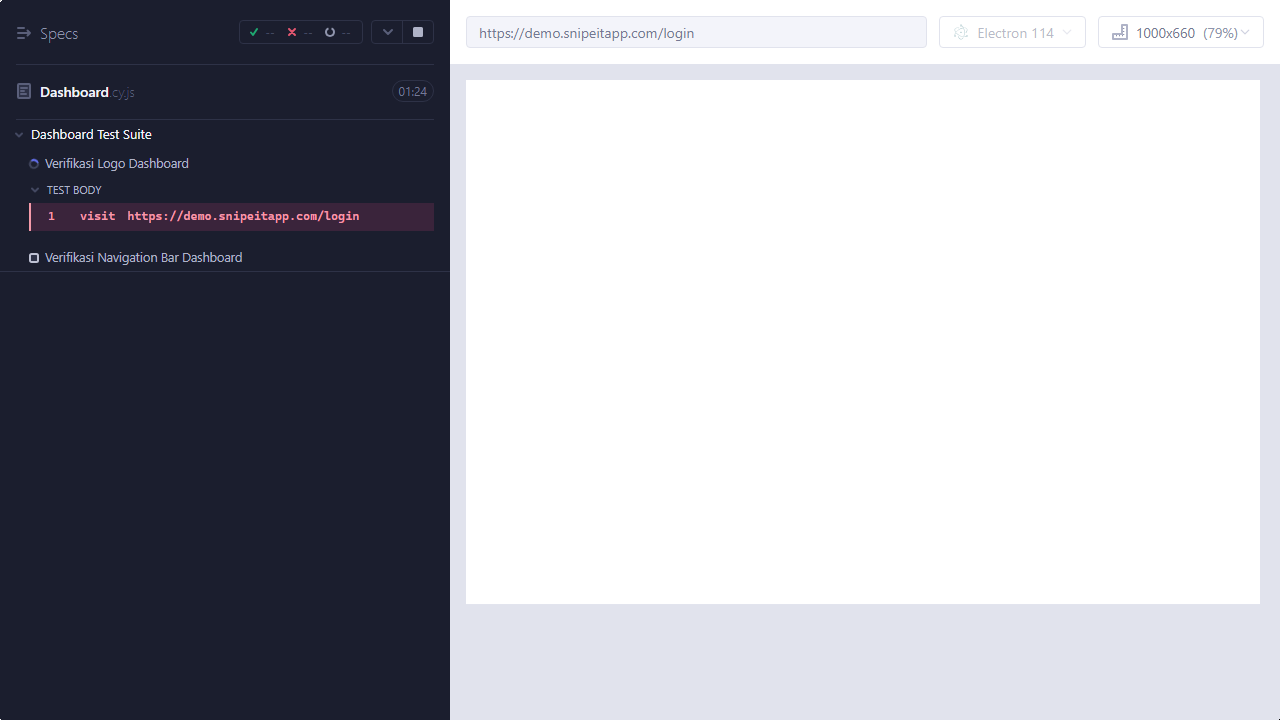 Specs
-- -- --
Dashboard.cy.js
01:24
Dashboard Test Suite
Verifikasi Logo Dashboard
TEST BODY
1 visit https://demo.snipeitapp.com/login
Verifikasi Navigation Bar Dashboard
https://demo.snipeitapp.com/login
Electron 114
1000x660 (79%)